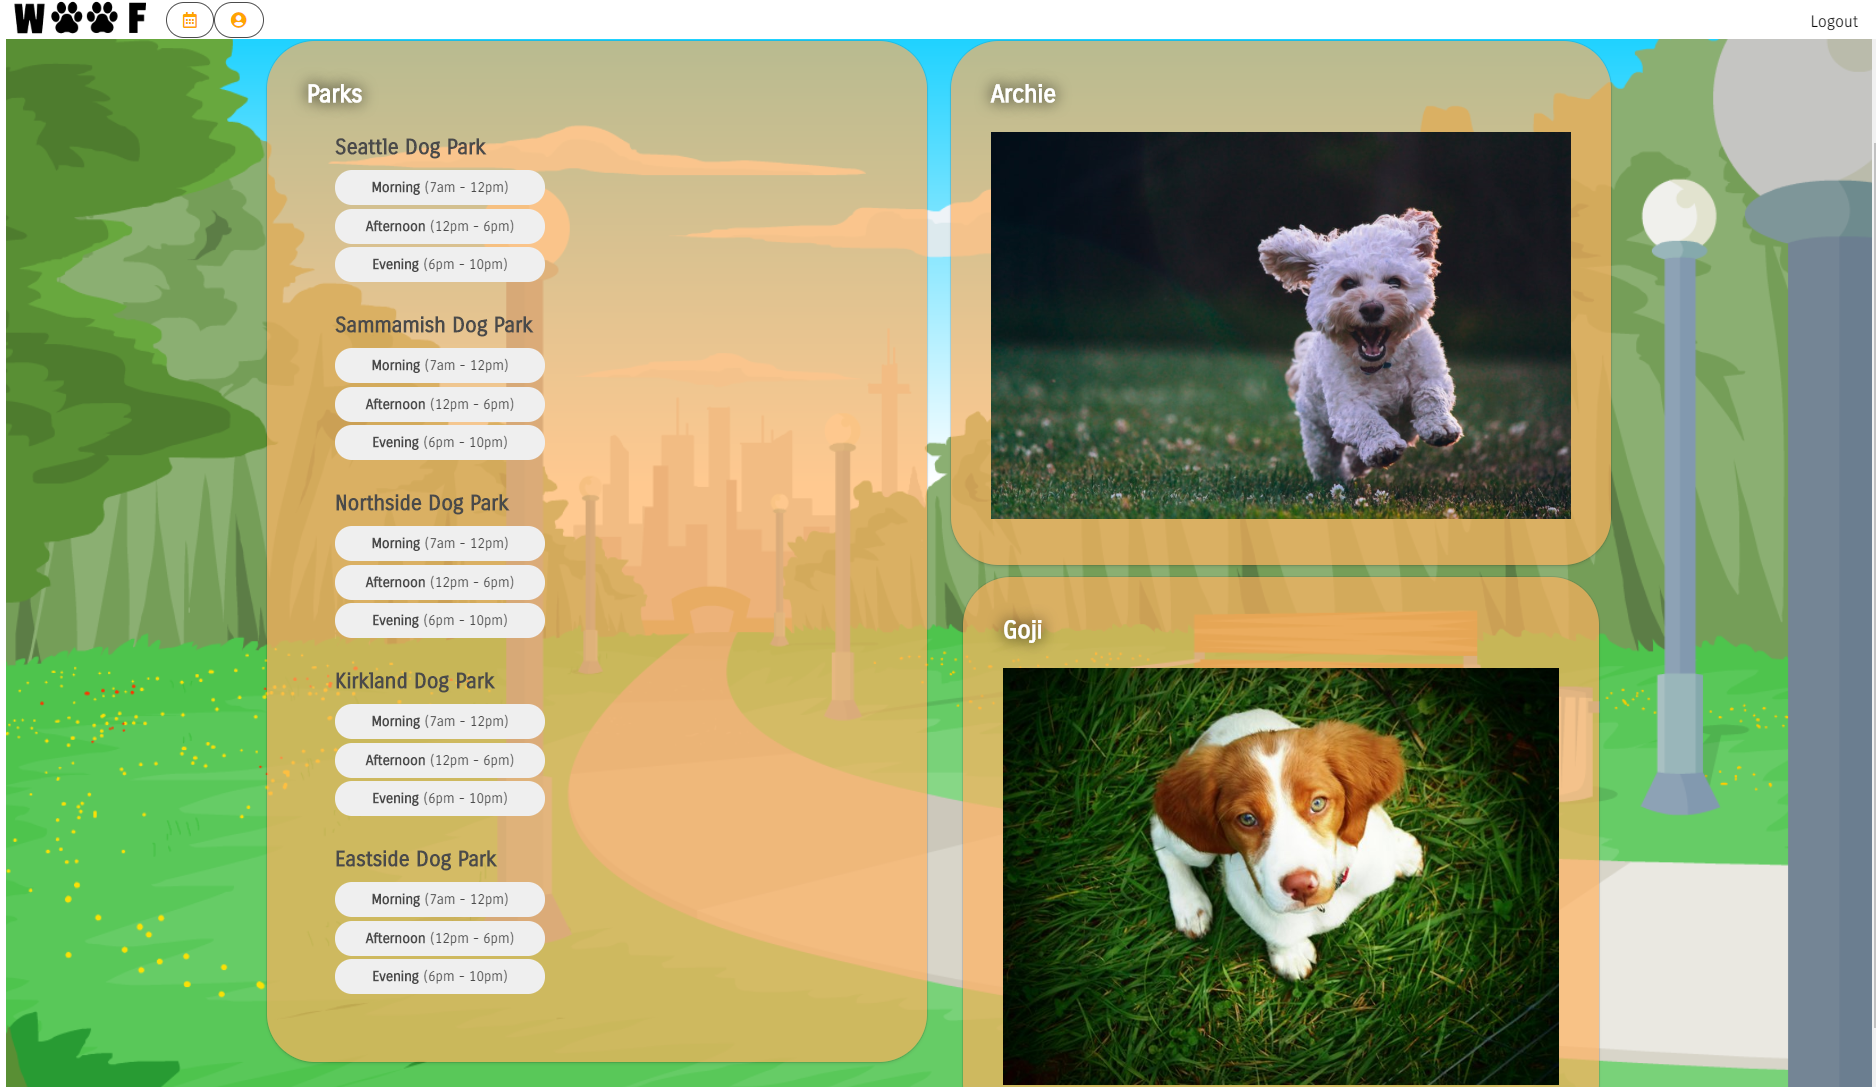 W F
Logout
Parks
Seattle Dog Park
Morning (7am - 12pm)
Afternoon (12pm - 6pm)
Evening (6pm - 10pm)
Sammamish Dog Park
Morning (7am - 12pm)
Afternoon (12pm - 6pm)
Evening (6pm - 10pm)
Northside Dog Park
Morning (7am - 12pm)
Afternoon (12pm - 6pm)
Evening (6pm - 10pm)
Kirkland Dog Park
Morning (7am - 12pm)
Afternoon (12pm - 6pm)
Evening (6pm - 10pm)
Eastside Dog Park
Morning (7am - 12pm)
Afternoon (12pm - 6pm)
Evening (6pm - 10pm)
Archie
Goji